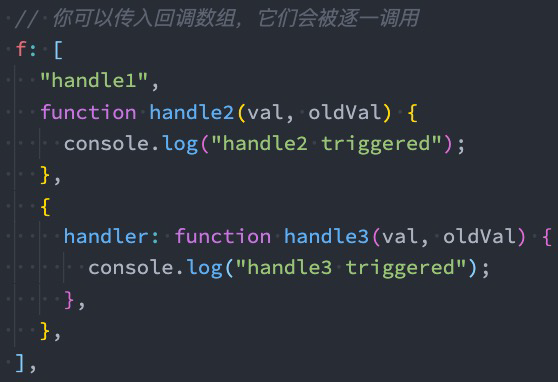 // 你可以传入回调数组，它们会被逐一调用
f: [
  "handle1",
  function handle2(val, oldVal) {
    console.log("handle2 triggered");
  },
  {
    handler: function handle3(val, oldVal) {
      console.log("handle3 triggered");
    },
  },
],